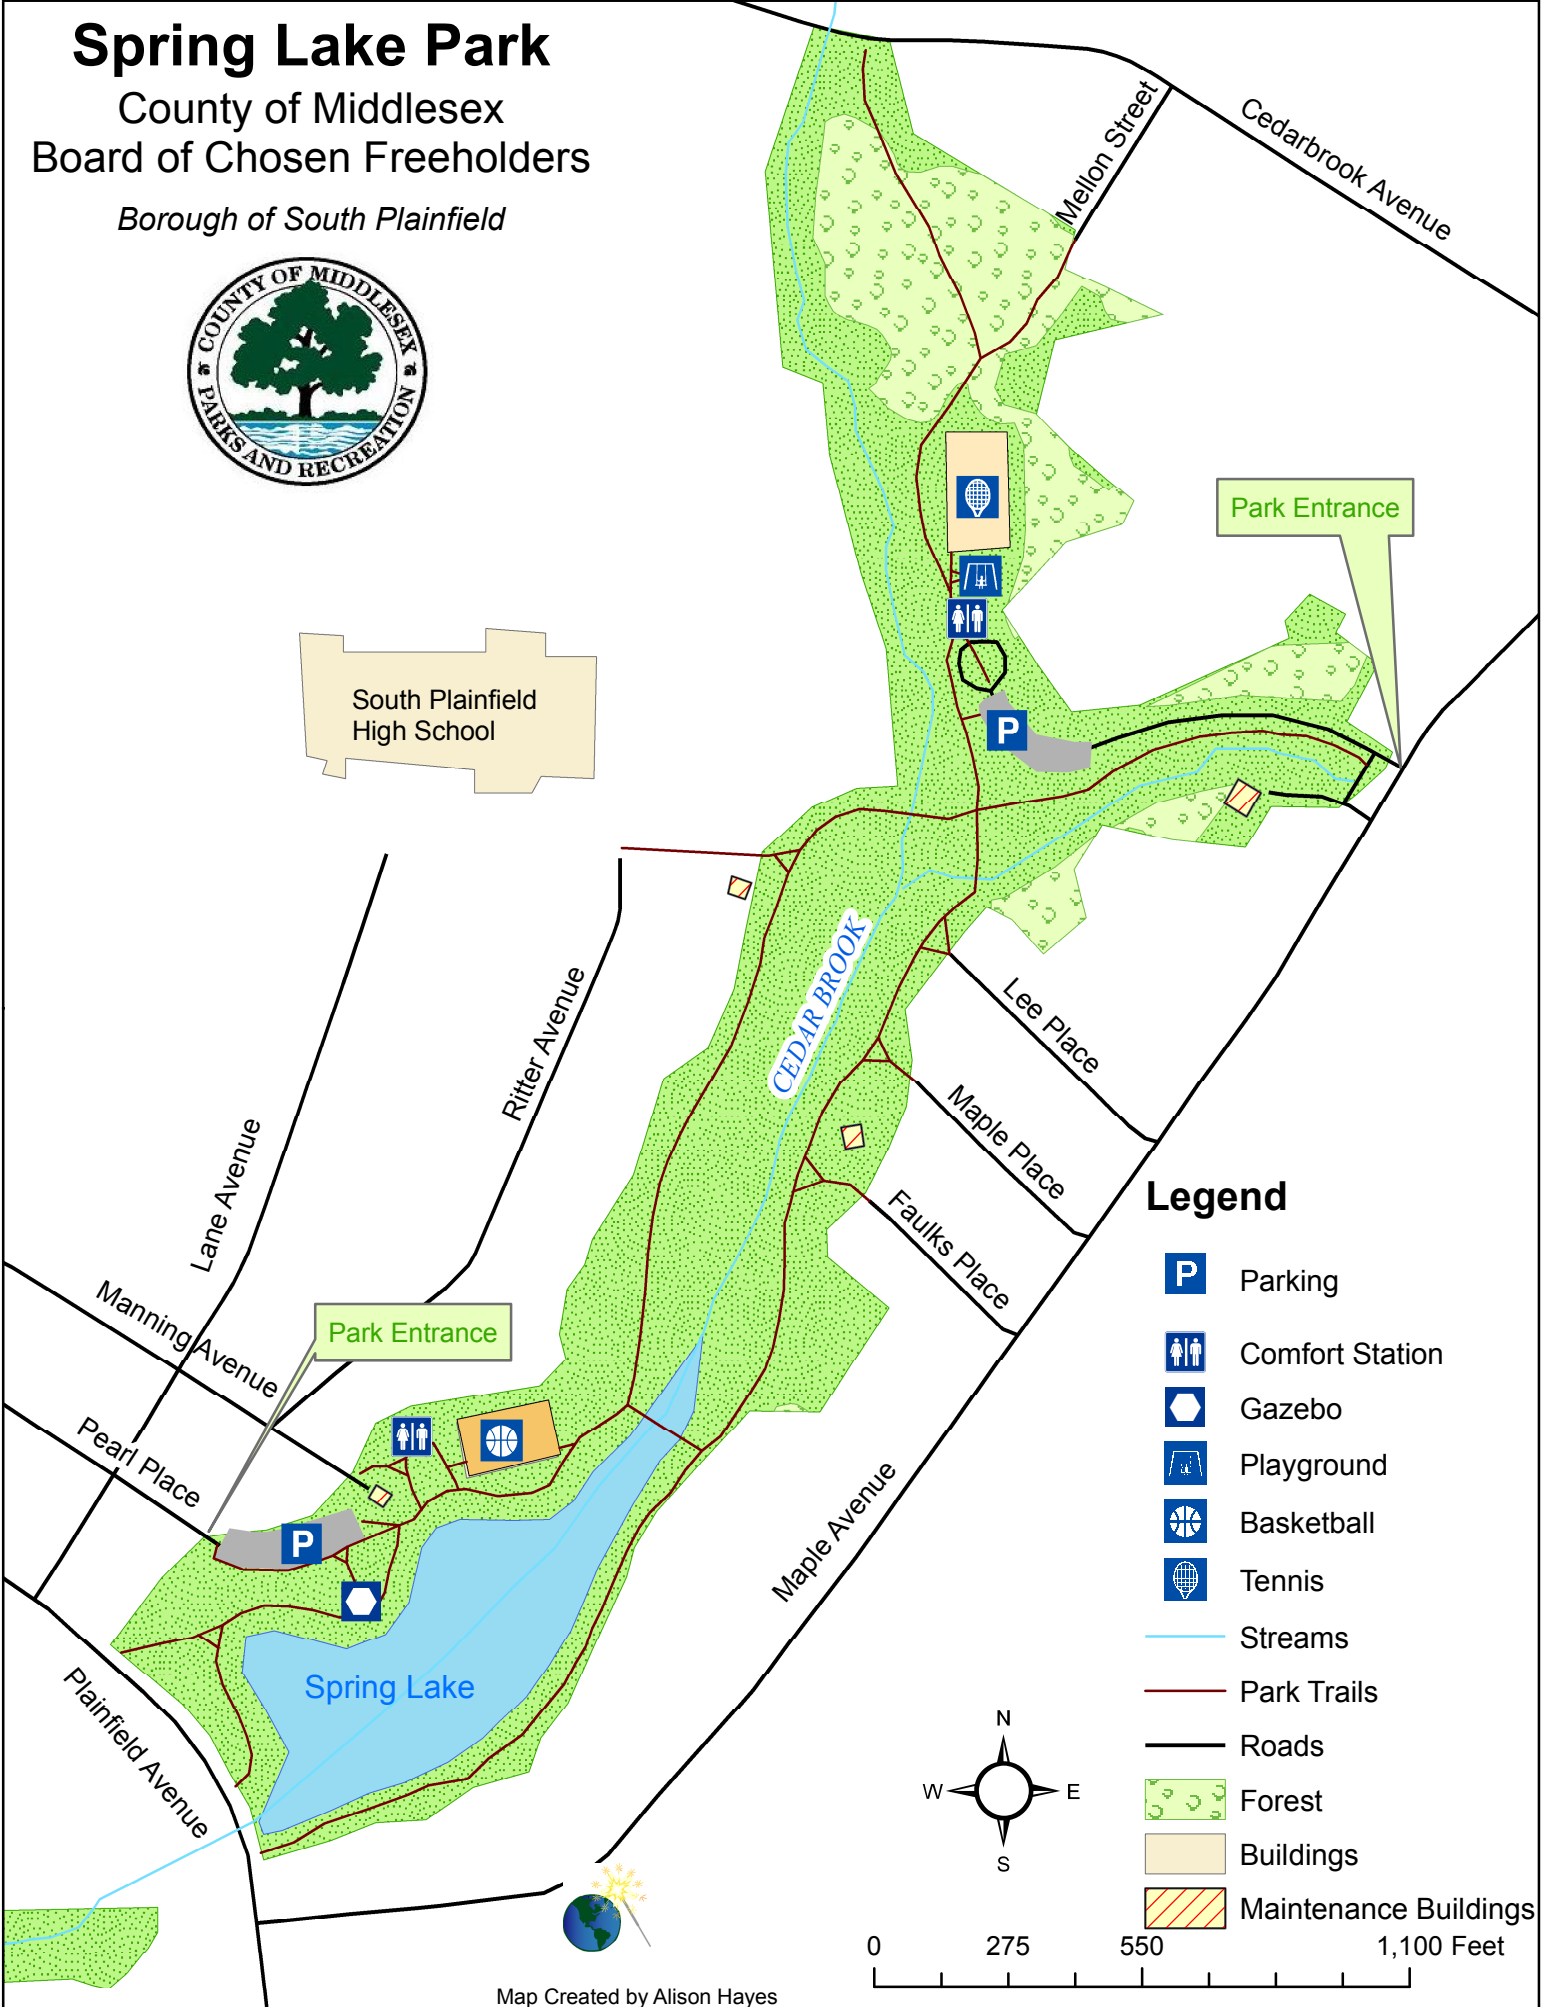 Spring Lake Park
County of Middlesex
Board of Chosen Freeholders
Borough of South Plainfield
COUNTY OF MIDDLESEX
PARKS AND RECREATION
Mellon Street
Cedarbrook Avenue
Park Entrance
South Plainfield
High School
P
CEDAR BROOK
Lee Place
Ritter Avenue
Maple Place
Lane Avenue
Faulks Place
Manning Avenue
Park Entrance
Pearl Place
P
Maple Avenue
Spring Lake
Plainfield Avenue
Legend
P Parking
Comfort Station
Gazebo
Playground
Basketball
Tennis
Streams
Park Trails
Roads
Forest
Buildings
Maintenance Buildings
N
W E
S
0 275 550 1,100 Feet
Map Created by Alison Hayes